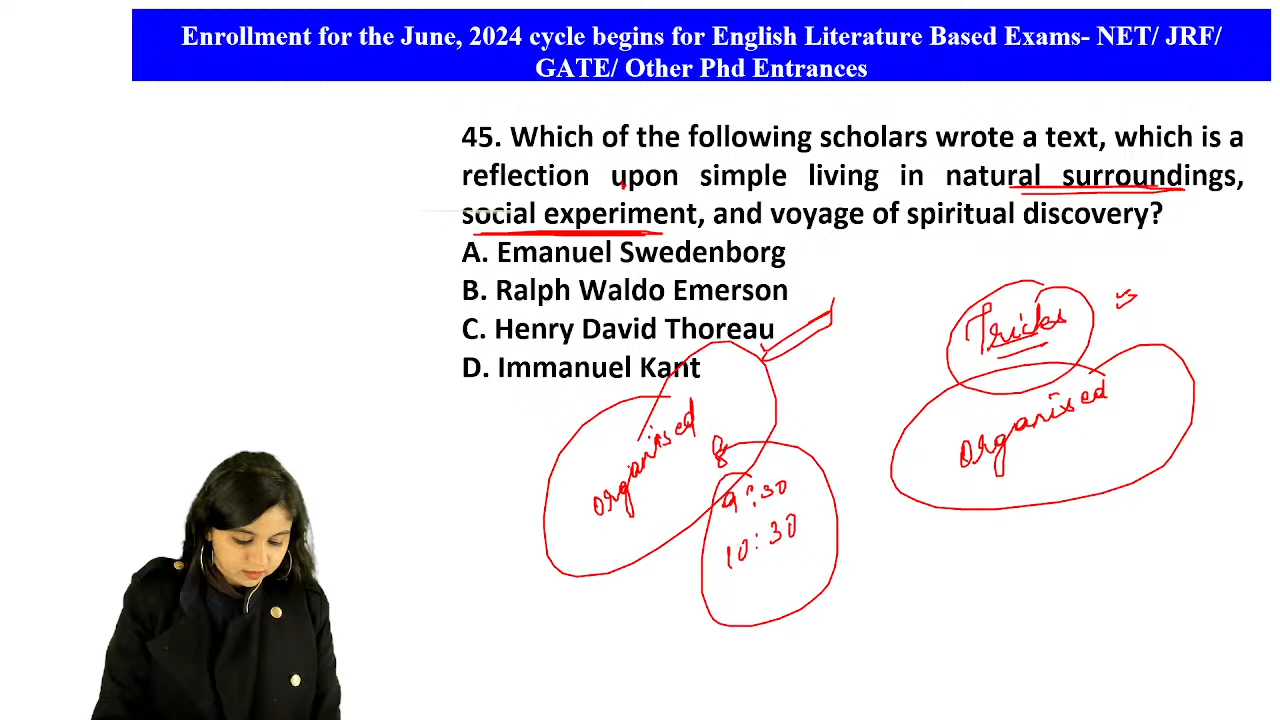 Enrollment for the June, 2024 cycle begins for English Literature Based Exams- NET/ JRF/
GATE/ Other Phd Entrances
45. Which of the following scholars wrote a text, which is a
reflection upon simple living in natural surroundings,
social experiment, and voyage of spiritual discovery?
A. Emanuel Swedenborg
B. Ralph Waldo Emerson
C. Henry David Thoreau
D. Immanuel Kant
Tricks
organised
organised
&
9:30
10:30